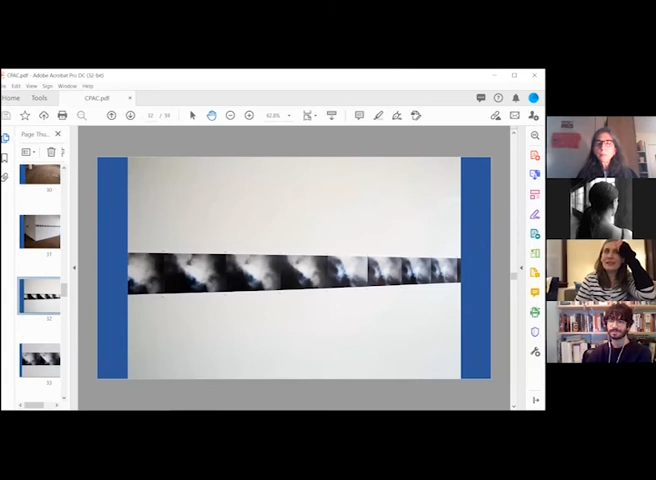 CPAC.pdf - Adobe Acrobat Pro DC (32-bit)
Edit View Sign Window Help
Home Tools CPAC.pdf ×
32 / 98 62.8%
Page Thu...
30
31
32
33